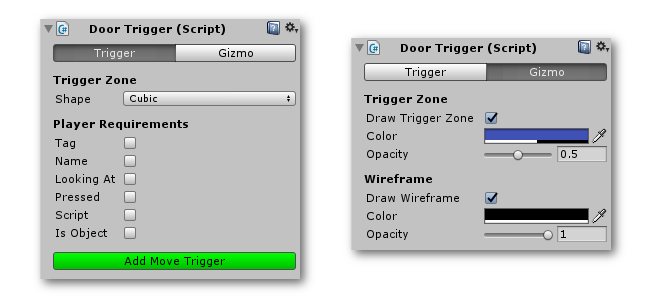 Door Trigger (Script)
Trigger Gizmo
Trigger Zone
Shape Cubic
Player Requirements
Tag
Name
Looking At
Pressed
Script
Is Object
Add Move Trigger
Door Trigger (Script)
Trigger Gizmo
Trigger Zone
Draw Trigger Zone
Color
Opacity 0.5
Wireframe
Draw Wireframe
Color
Opacity 1